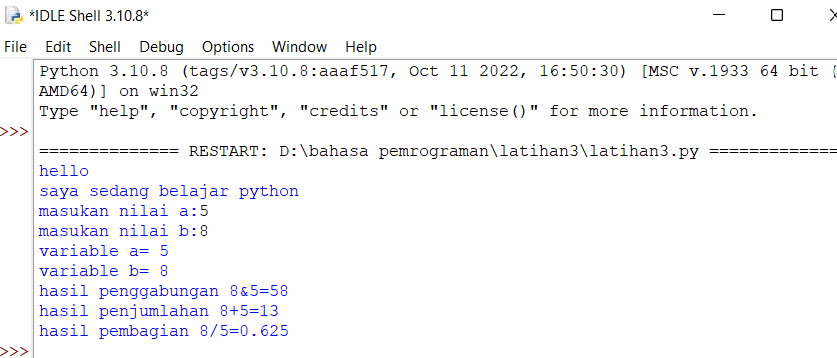 *IDLE Shell 3.10.8*
File Edit Shell Debug Options Window Help
Python 3.10.8 (tags/v3.10.8:aaaf517, Oct 11 2022, 16:50:30) [MSC v.1933 64 bit (
AMD64)] on win32
Type "help", "copyright", "credits" or "license()" for more information.
>>>
============== RESTART: D:\bahasa pemrograman\latihan3\latihan3.py =============
hello
saya sedang belajar python
masukan nilai a:5
masukan nilai b:8
variable a= 5
variable b= 8
hasil penggabungan 8&5=58
hasil penjumlahan 8+5=13
hasil pembagian 8/5=0.625
>>>